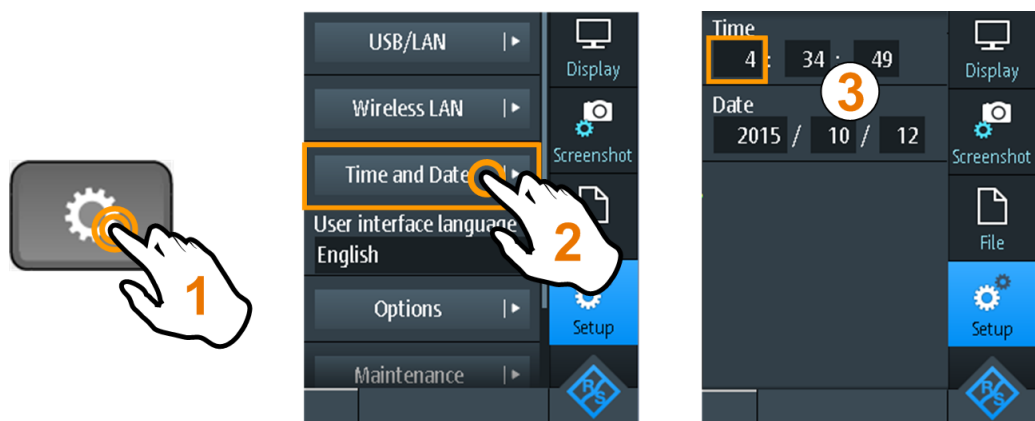 1
USB/LAN
Wireless LAN
Time and Date
User interface language
English
Options
Maintenance
2
Display
Screenshot
Setup
R S
Time
4 : 34 : 49
3
Date
2015 / 10 / 12
Display
Screenshot
File
Setup
R S